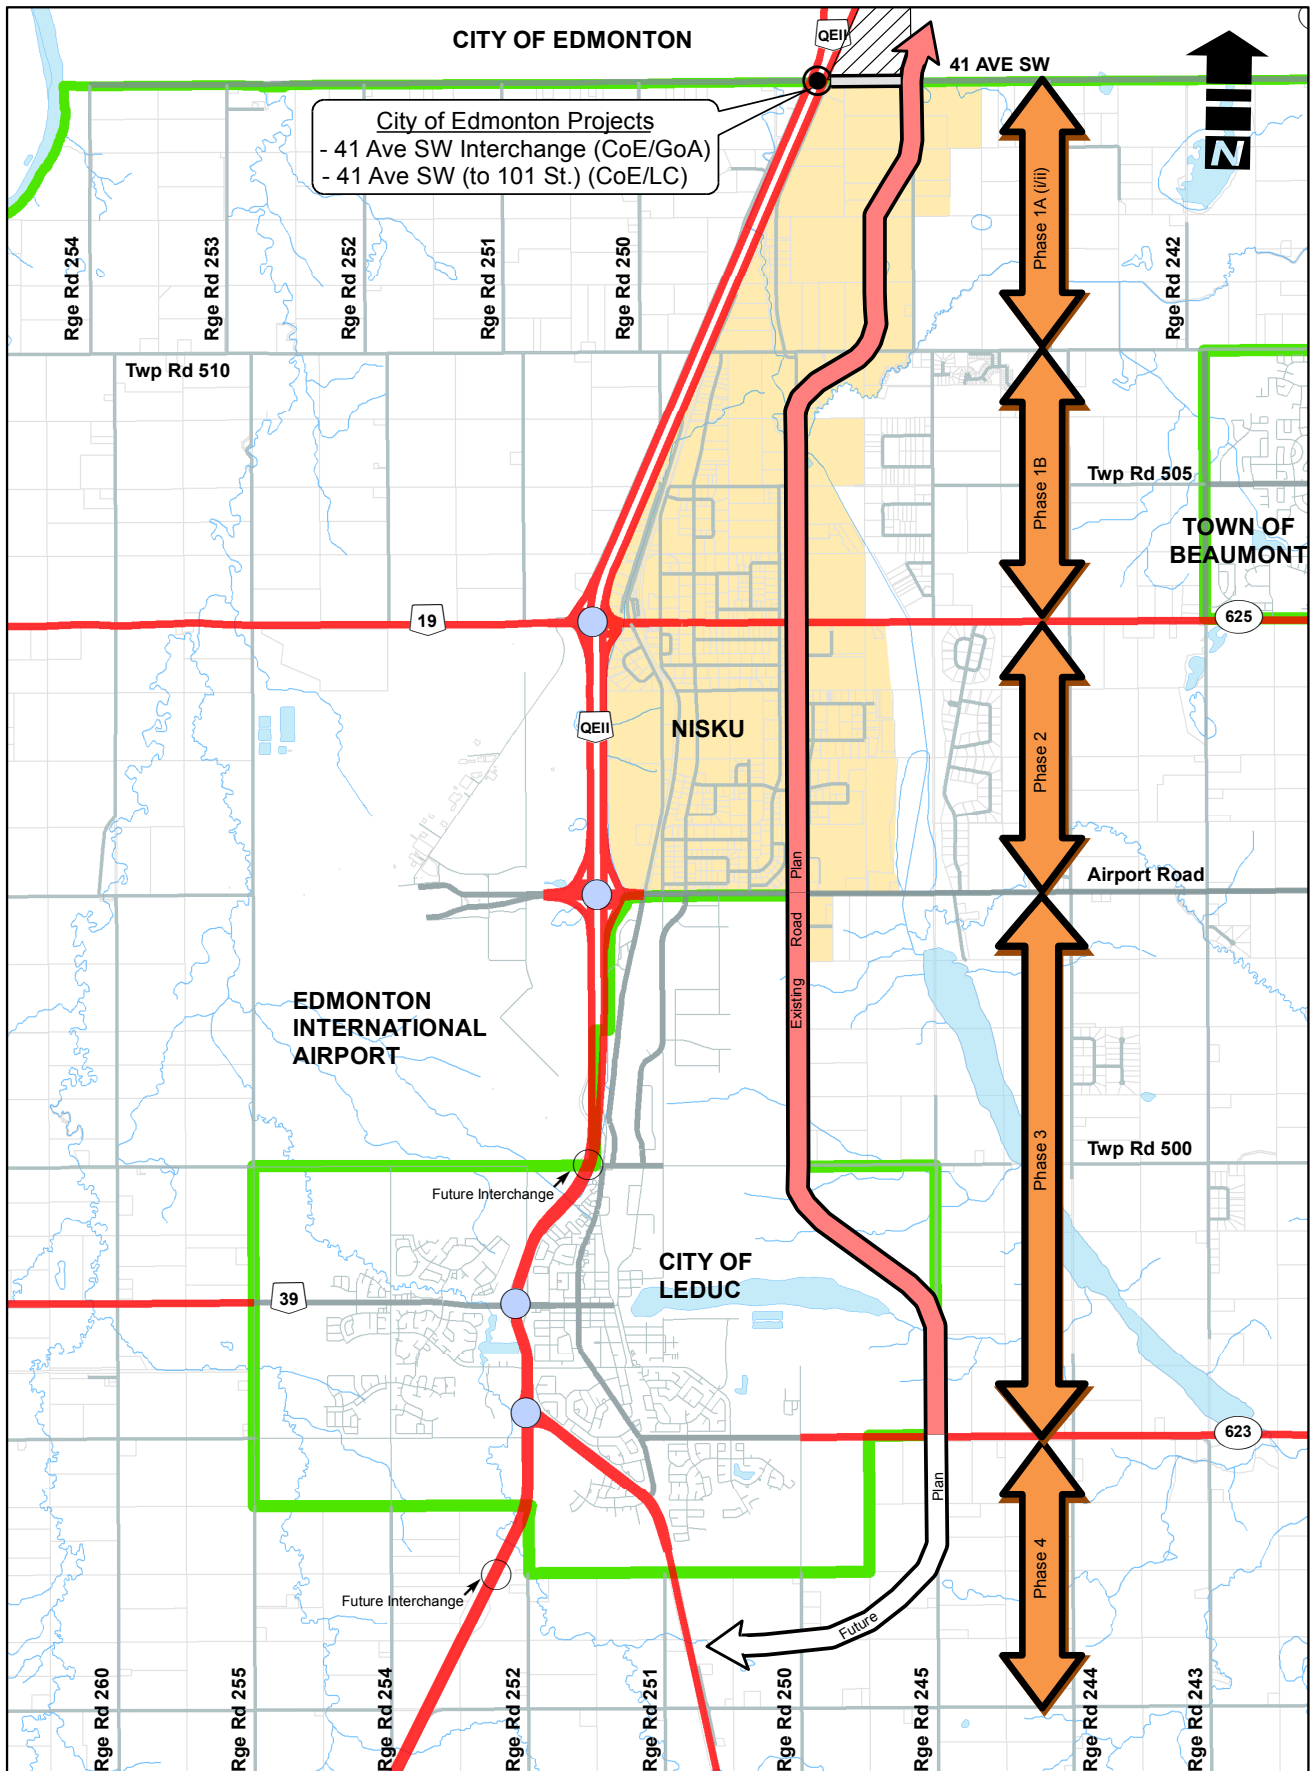 CITY OF EDMONTON
QEII
41 AVE SW
City of Edmonton Projects
- 41 Ave SW Interchange (CoE/GoA)
- 41 Ave SW (to 101 St.) (CoE/LC)
N
Phase 1A (i/ii)
Rge Rd 254
Rge Rd 253
Rge Rd 252
Rge Rd 251
Rge Rd 250
Rge Rd 242
Twp Rd 510
Phase 1B
Twp Rd 505
TOWN OF
BEAUMONT
19
625
QEII
NISKU
Phase 2
Existing Road Plan
Airport Road
EDMONTON
INTERNATIONAL
AIRPORT
Phase 3
Twp Rd 500
Future Interchange
CITY OF
LEDUC
39
623
Plan
Phase 4
Future Interchange
Future
Rge Rd 260
Rge Rd 255
Rge Rd 254
Rge Rd 252
Rge Rd 251
Rge Rd 250
Rge Rd 245
Rge Rd 244
Rge Rd 243